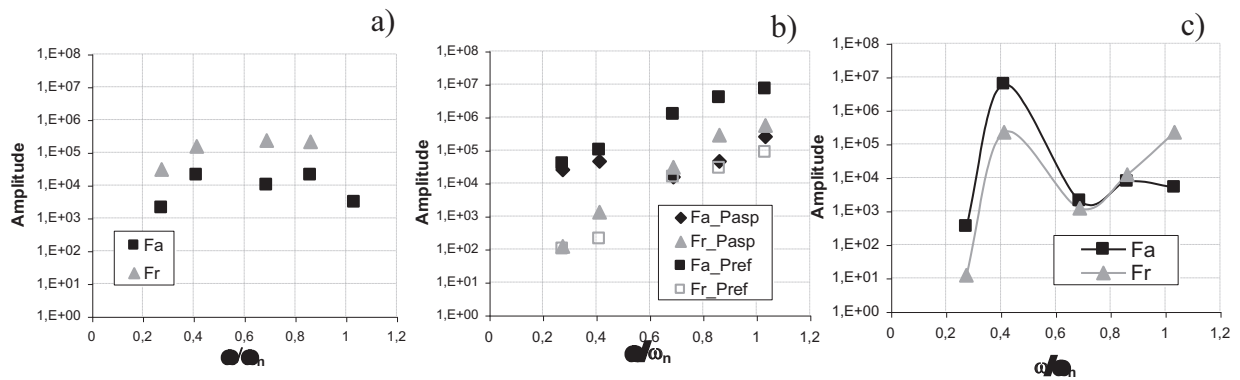 a)
Amplitude
1,E+08
1,E+07
1,E+06
1,E+05
1,E+04
1,E+03
1,E+02
1,E+01
1,E+00
0 0,2 0,4 0,6 0,8 1 1,2
Fa
Fr
b)
Amplitude
1,E+08
1,E+07
1,E+06
1,E+05
1,E+04
1,E+03
1,E+02
1,E+01
1,E+00
0 0,2 0,4 0,6 0,8 1 1,2
/ωn
Fa_Pasp
Fr_Pasp
Fa_Pref
Fr_Pref
c)
Amplitude
1,E+08
1,E+07
1,E+06
1,E+05
1,E+04
1,E+03
1,E+02
1,E+01
1,E+00
0 0,2 0,4 0,6 0,8 1 1,2
Fa
Fr